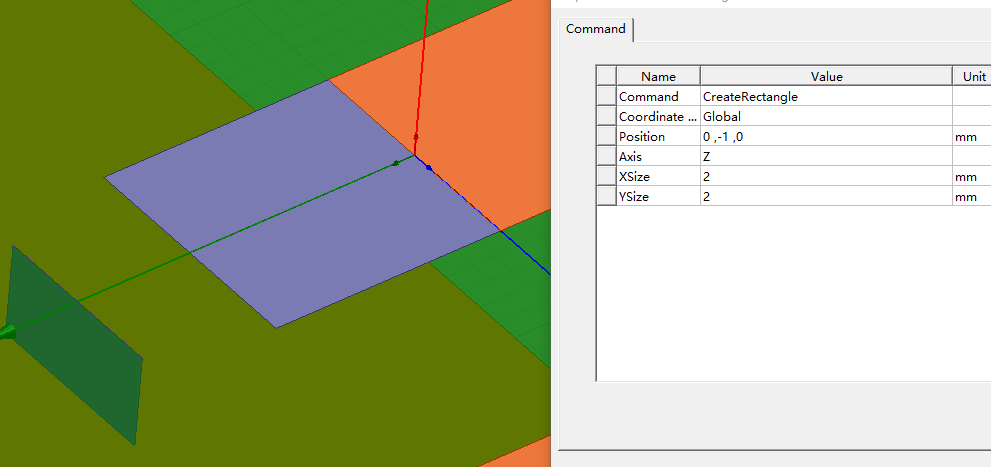 Command
Name Value Unit
Command CreateRectangle
Coordinate ... Global
Position 0 ,-1 ,0 mm
Axis Z
XSize 2 mm
YSize 2 mm